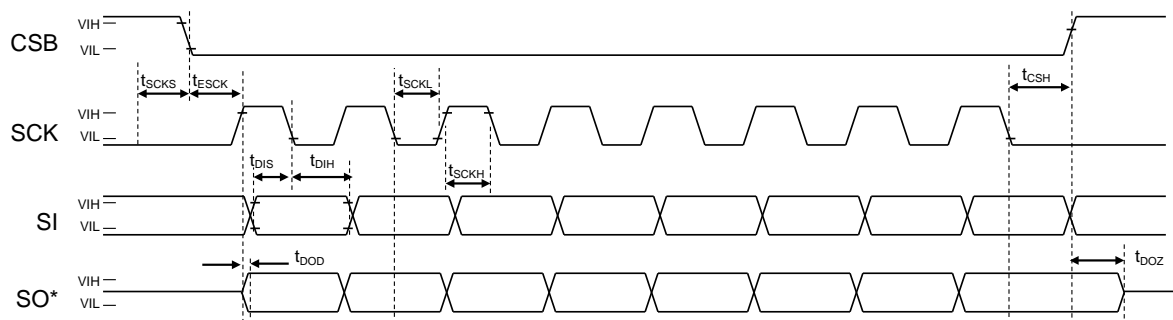 VIH
CSB
VIL
tSCKS
tESCK
tSCKL
tCSH
VIH
SCK
VIL
tDIS
tDIH
tSCKH
VIH
SI
VIL
tDOD
tDOZ
VIH
SO*
VIL